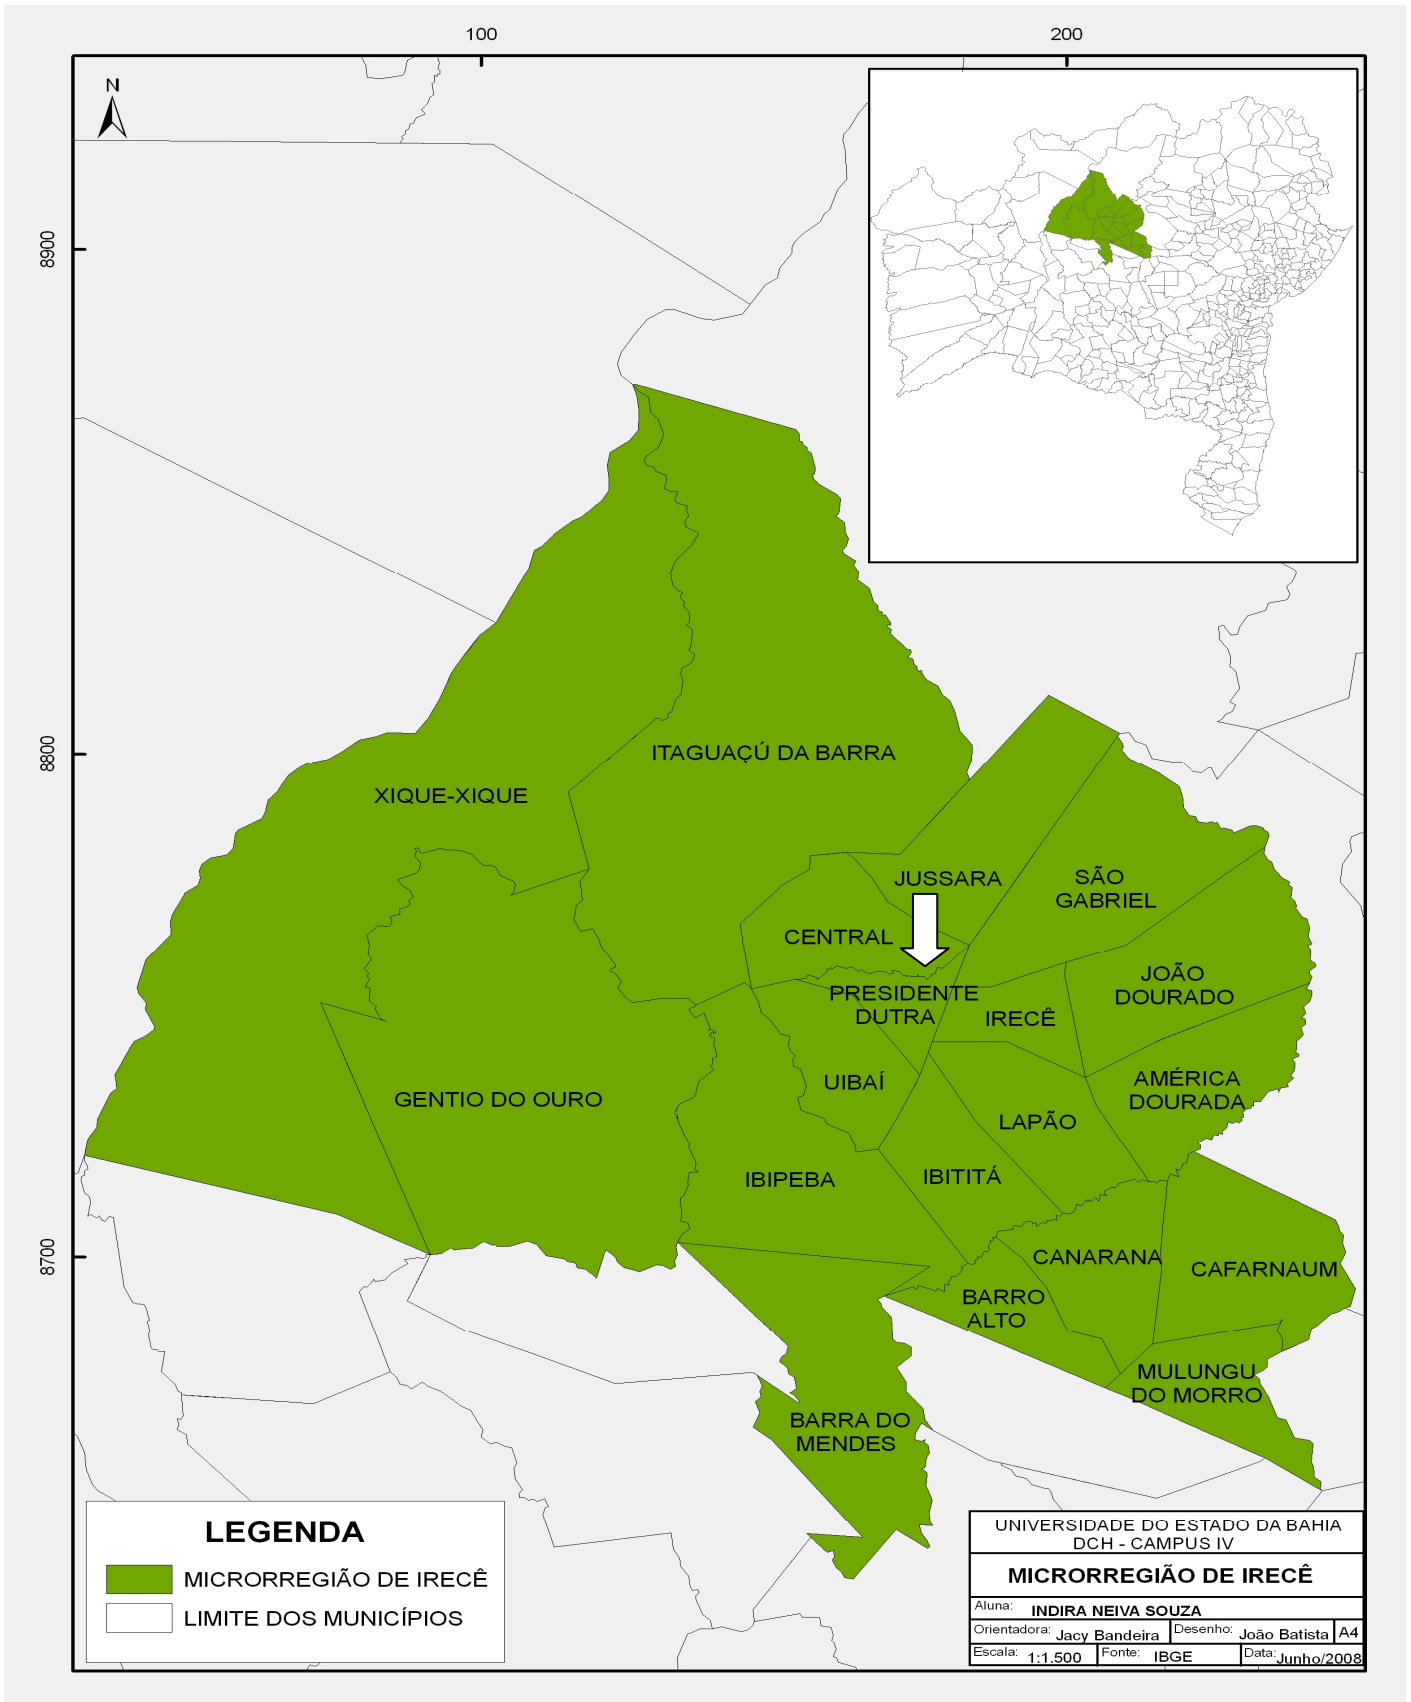 100
200
N
8900
8800
8700
ITAGUAÇÚ DA BARRA
XIQUE-XIQUE
JUSSARA
SÃO
GABRIEL
CENTRAL
JOÃO
DOURADO
PRESIDENTE
DUTRA
IRECÊ
UIBAÍ
AMÉRICA
DOURADA
GENTIO DO OURO
LAPÃO
IBIPEBA
IBITITÁ
CANARANA
CAFARNAUM
BARRO
ALTO
MULUNGU
DO MORRO
BARRA DO
MENDES
LEGENDA
MICRORREGIÃO DE IRECÊ
LIMITE DOS MUNICÍPIOS
UNIVERSIDADE DO ESTADO DA BAHIA
DCH - CAMPUS IV
MICRORREGIÃO DE IRECÊ
Aluna: INDIRA NEIVA SOUZA
Orientadora: Jacy Bandeira Desenho: João Batista A4
Escala: 1:1.500 Fonte: IBGE Data: Junho/2008